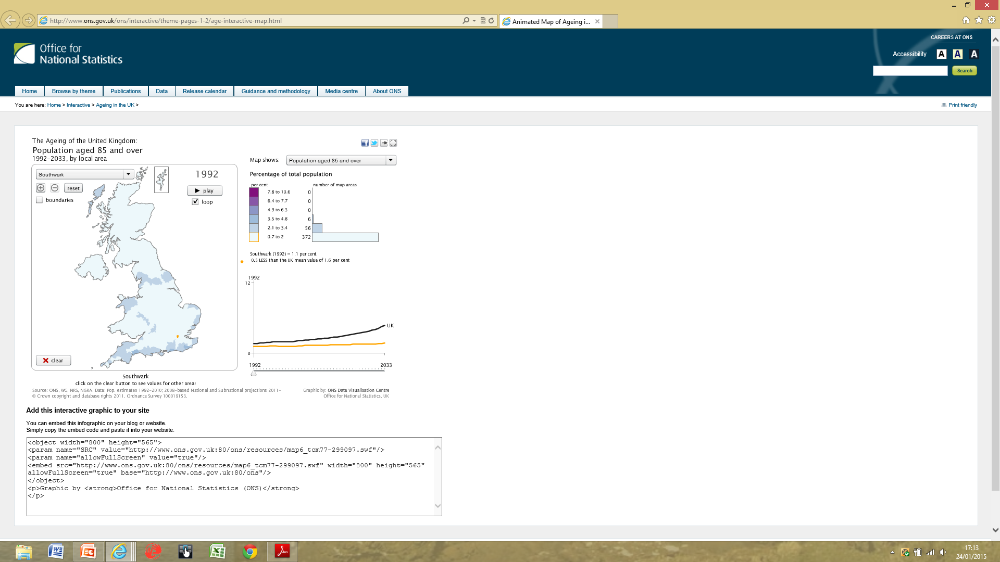 http://www.ons.gov.uk/ons/interactive/theme-pages-1-2/age-interactive-map.html
Animated Map of Ageing i...
Office for
National Statistics
CAREERS AT ONS
Accessibility A A A
Search
Home Browse by theme Publications Data Release calendar Guidance and methodology Media centre About ONS
You are here: Home > Interactive > Ageing in the UK >
Print friendly
The Ageing of the United Kingdom:
Population aged 85 and over
1992-2033, by local area
Southwark
1992
reset
play
boundaries
loop
clear
Southwark
click on the clear button to see values for other areas
Map shows: Population aged 85 and over
Percentage of total population
per cent number of map areas
7.8 to 10.6 0
6.4 to 7.7 0
4.9 to 6.3 0
3.5 to 4.8 6
2.1 to 3.4 56
0.7 to 2 372
Southwark (1992) = 1.1 per cent.
0.5 LESS than the UK mean value of 1.6 per cent
1992
12
UK
0
1992 2033
Source: ONS, WG, NRS, NISRA. Data: Pop. estimates 1992-2010; 2008-based National and Subnational projections 2011-
© Crown copyright and database rights 2011. Ordnance Survey 100019153.
Graphic by: ONS Data Visualisation Centre
Office for National Statistics, UK
Add this interactive graphic to your site
You can embed this infographic on your blog or website.
Simply copy the embed code and paste it into your website.
<object width="800" height="565">
<param name="SRC" value="http://www.ons.gov.uk:80/ons/resources/map6_tcm77-299097.swf"/>
<param name="allowFullScreen" value="true"/>
<embed src="http://www.ons.gov.uk:80/ons/resources/map6_tcm77-299097.swf" width="800" height="565"
allowFullScreen="true" base="http://www.ons.gov.uk:80/ons"/>
</object>
<p>Graphic by <strong>Office for National Statistics (ONS)</strong>
</p>
17:13
24/01/2015